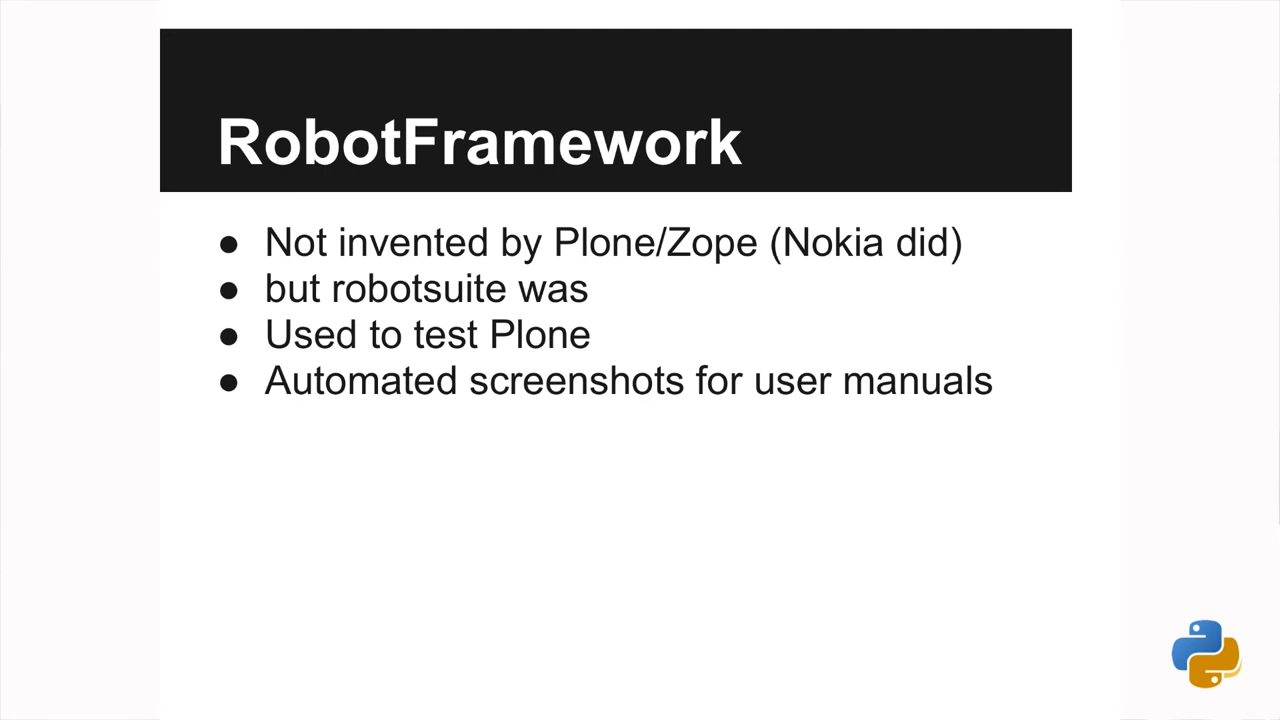 RobotFramework
● Not invented by Plone/Zope (Nokia did)
● but robotsuite was
● Used to test Plone
● Automated screenshots for user manuals